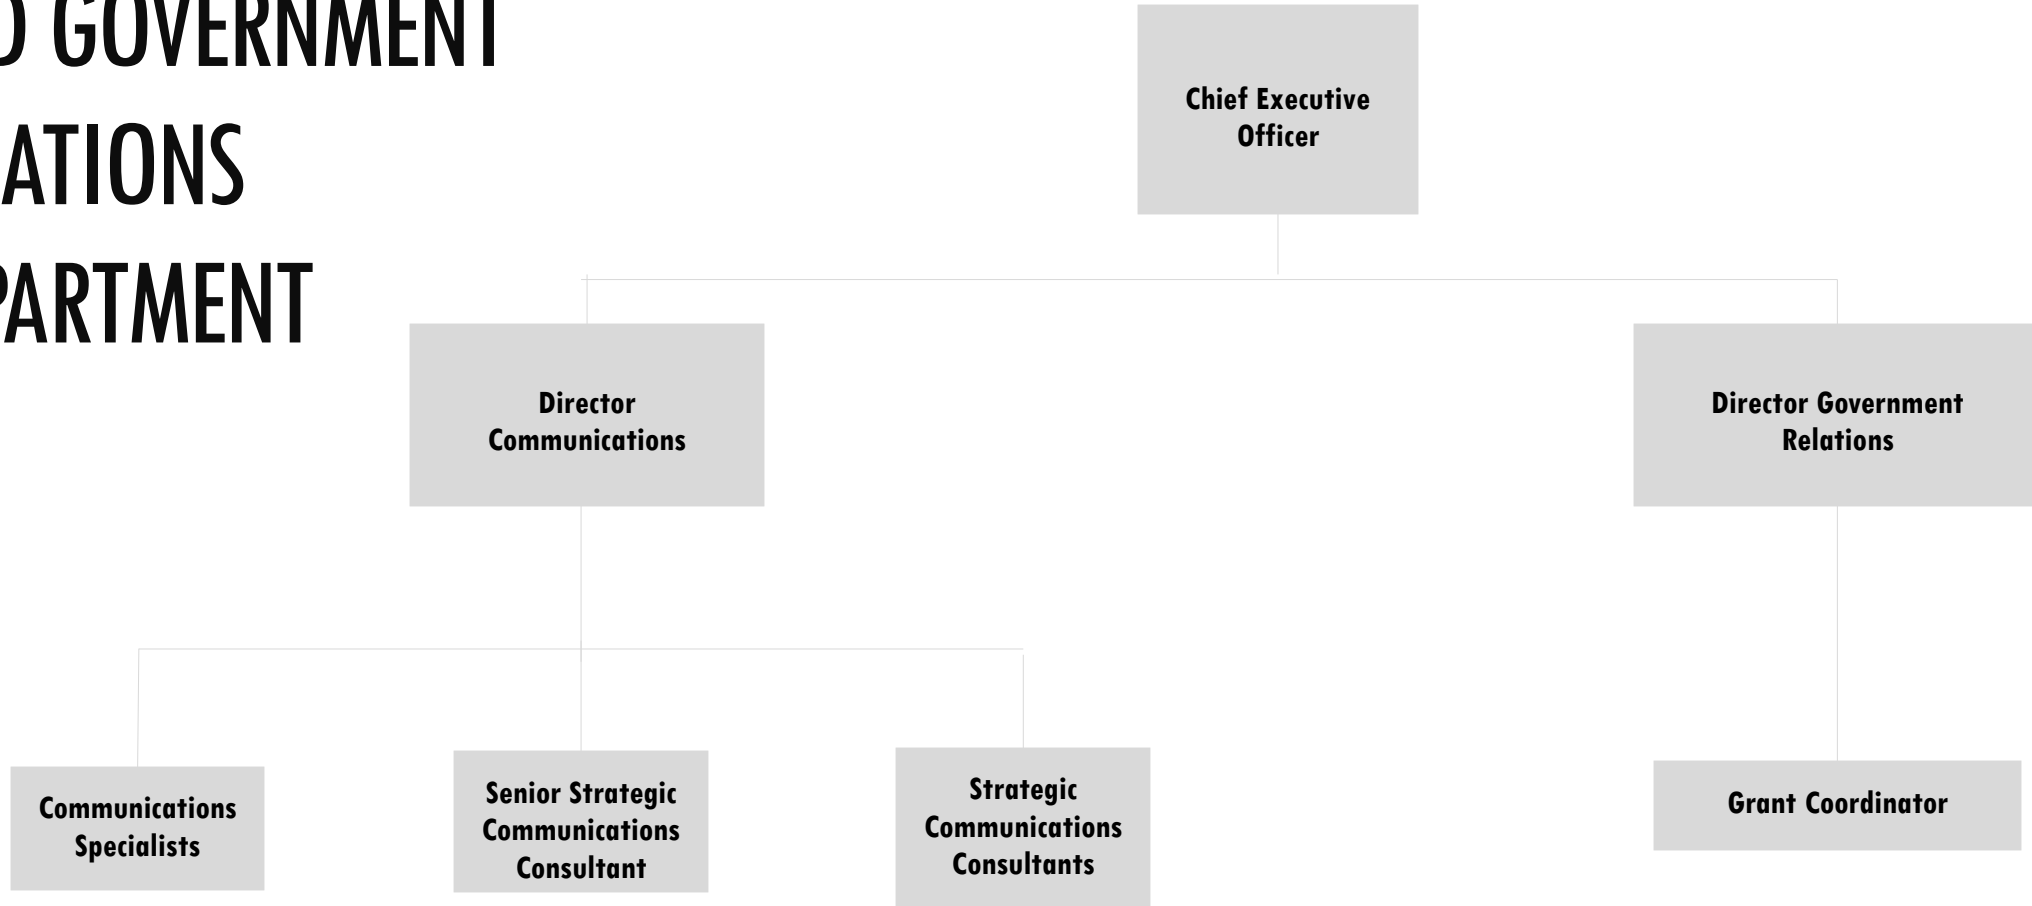 D GOVERNMENT
ATIONS
PARTMENT
Chief Executive
Officer
Director
Communications
Director Government
Relations
Communications
Specialists
Senior Strategic
Communications
Consultant
Strategic
Communications
Consultants
Grant Coordinator